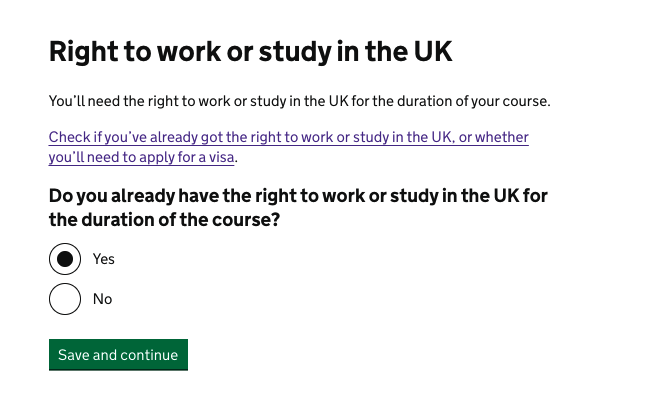 Right to work or study in the UK
You’ll need the right to work or study in the UK for the duration of your course.
Check if you’ve already got the right to work or study in the UK, or whether
you’ll need to apply for a visa.
Do you already have the right to work or study in the UK for
the duration of the course?
Yes
No
Save and continue